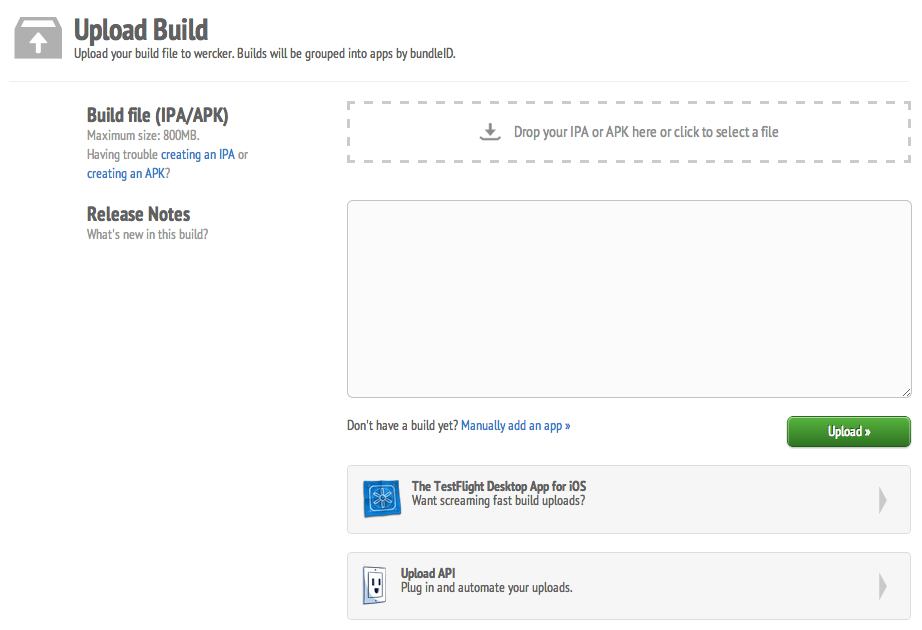 Upload Build
Upload your build file to wercker. Builds will be grouped into apps by bundleID.
Build file (IPA/APK)
Maximum size: 800MB.
Having trouble creating an IPA or
creating an APK?
Drop your IPA or APK here or click to select a file
Release Notes
What's new in this build?
Don't have a build yet? Manually add an app »
Upload »
The TestFlight Desktop App for iOS
Want screaming fast build uploads?
Upload API
Plug in and automate your uploads.